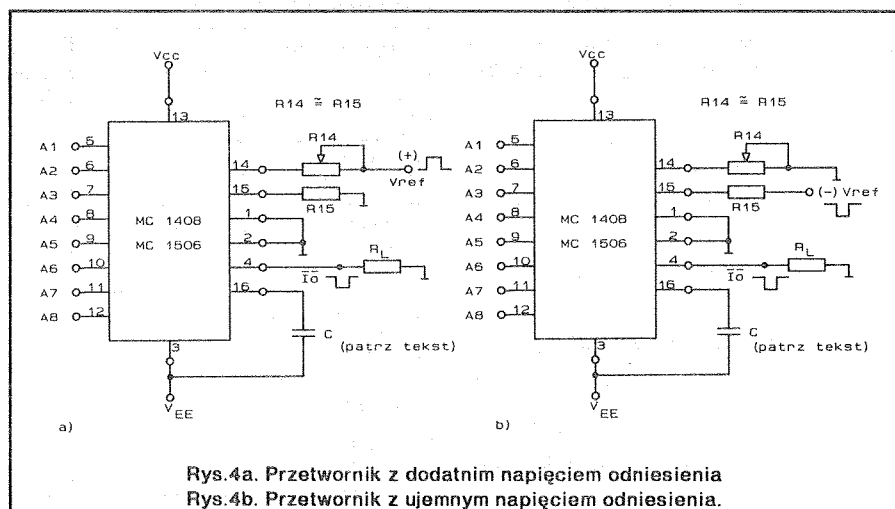 Vcc
13
R14 ≅ R15
A1 5
A2 6
A3 7
A4 8
A5 9
A6 10
A7 11
A8 12
MC 1408
MC 1506
14
15
1
2
4
16
R14
(+)
Vref
R15
Io
RL
C
(patrz tekst)
3
VEE
a)
Vcc
13
R14 ≅ R15
A1 5
A2 6
A3 7
A4 8
A5 9
A6 10
A7 11
A8 12
MC 1408
MC 1506
14
15
1
2
4
16
R14
(-) Vref
R15
Io
RL
C
(patrz tekst)
3
VEE
b)
Rys.4a. Przetwornik z dodatnim napięciem odniesienia
Rys.4b. Przetwornik z ujemnym napięciem odniesienia.